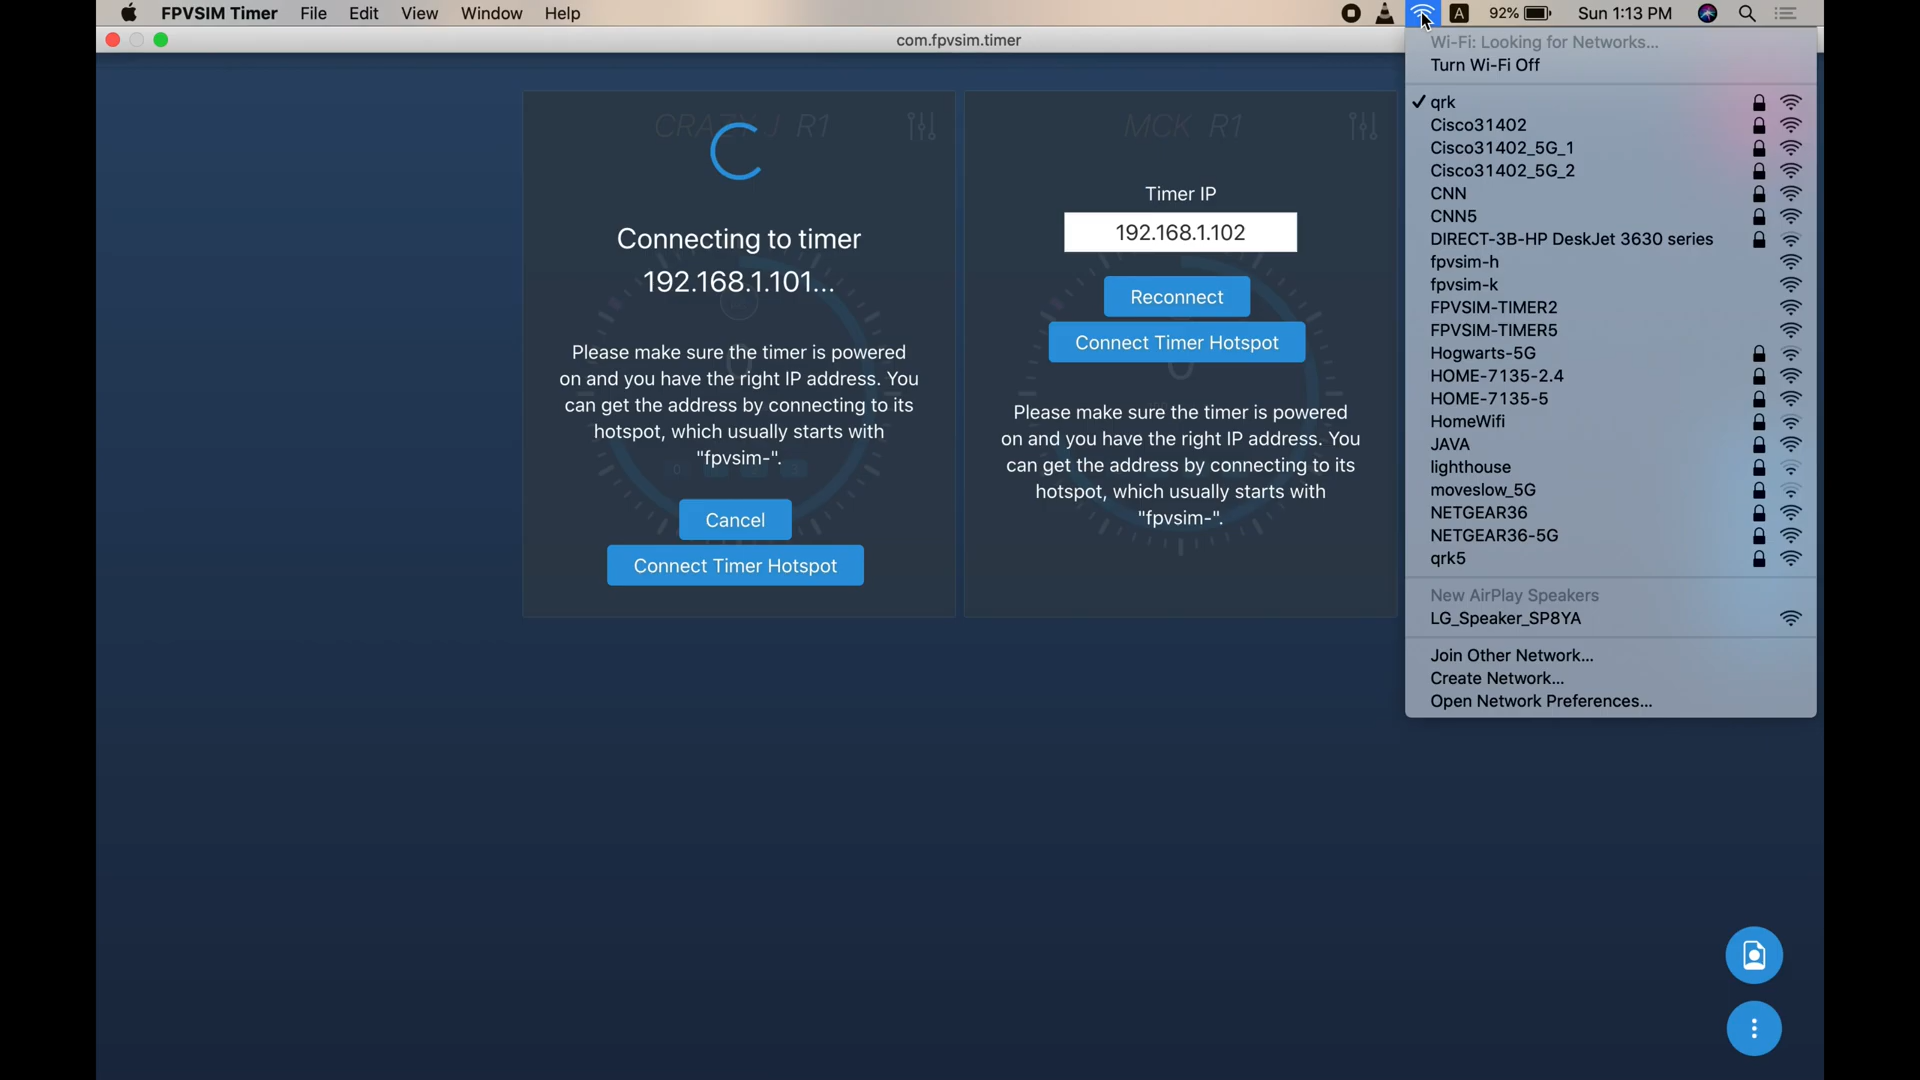 FPVSIM Timer File Edit View Window Help A 92% Sun 1:13 PM
com.fpvsim.timer
CRAZY J R1
Connecting to timer
192.168.1.101...
Please make sure the timer is powered
on and you have the right IP address. You
can get the address by connecting to its
hotspot, which usually starts with
"fpvsim-".
0 3
Cancel
Connect Timer Hotspot
MCK R1
Timer IP
192.168.1.102
Reconnect
Connect Timer Hotspot
0
Please make sure the timer is powered
on and you have the right IP address. You
can get the address by connecting to its
hotspot, which usually starts with
"fpvsim-".
Wi-Fi: Looking for Networks...
Turn Wi-Fi Off
qrk
Cisco31402
Cisco31402_5G_1
Cisco31402_5G_2
CNN
CNN5
DIRECT-3B-HP DeskJet 3630 series
fpvsim-h
fpvsim-k
FPVSIM-TIMER2
FPVSIM-TIMER5
Hogwarts-5G
HOME-7135-2.4
HOME-7135-5
HomeWifi
JAVA
lighthouse
moveslow_5G
NETGEAR36
NETGEAR36-5G
qrk5
New AirPlay Speakers
LG_Speaker_SP8YA
Join Other Network...
Create Network...
Open Network Preferences...